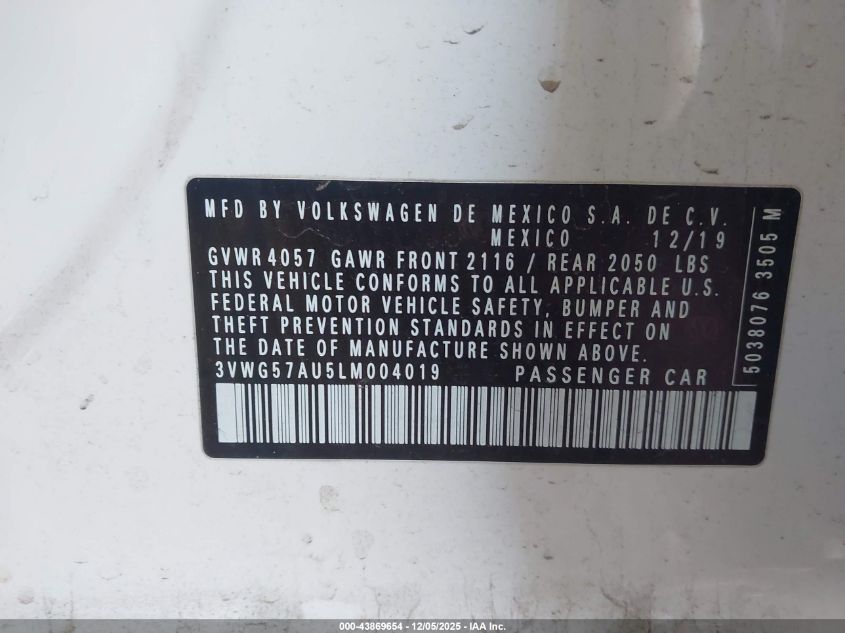 MFD BY VOLKSWAGEN DE MEXICO S.A. DE C.V.
MEXICO 12/19
GVWR 4057 GAWR FRONT 2116 / REAR 2050 LBS
THIS VEHICLE CONFORMS TO ALL APPLICABLE U.S.
FEDERAL MOTOR VEHICLE SAFETY, BUMPER AND
THEFT PREVENTION STANDARDS IN EFFECT ON
THE DATE OF MANUFACTURE SHOWN ABOVE.
3VWG57AU5LM004019 PASSENGER CAR
5038076 3505 M
000-43869654 - 12/05/2025 - IAA Inc.